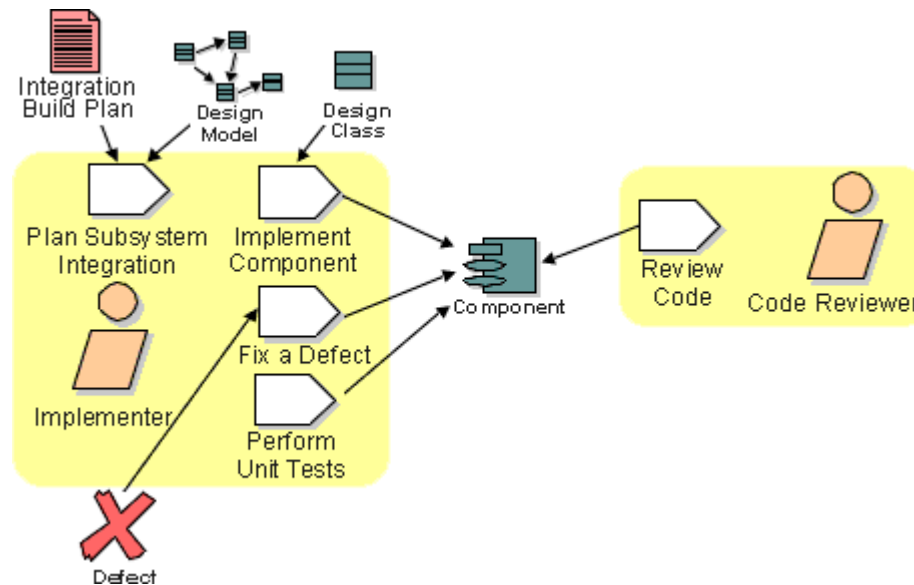 Integration
Build Plan
Design
Model
Design
Class
Plan Subsystem
Integration
Implement
Component
Implementer
Fix a Defect
Perform
Unit Tests
Defect
Component
Review
Code
Code Reviewer